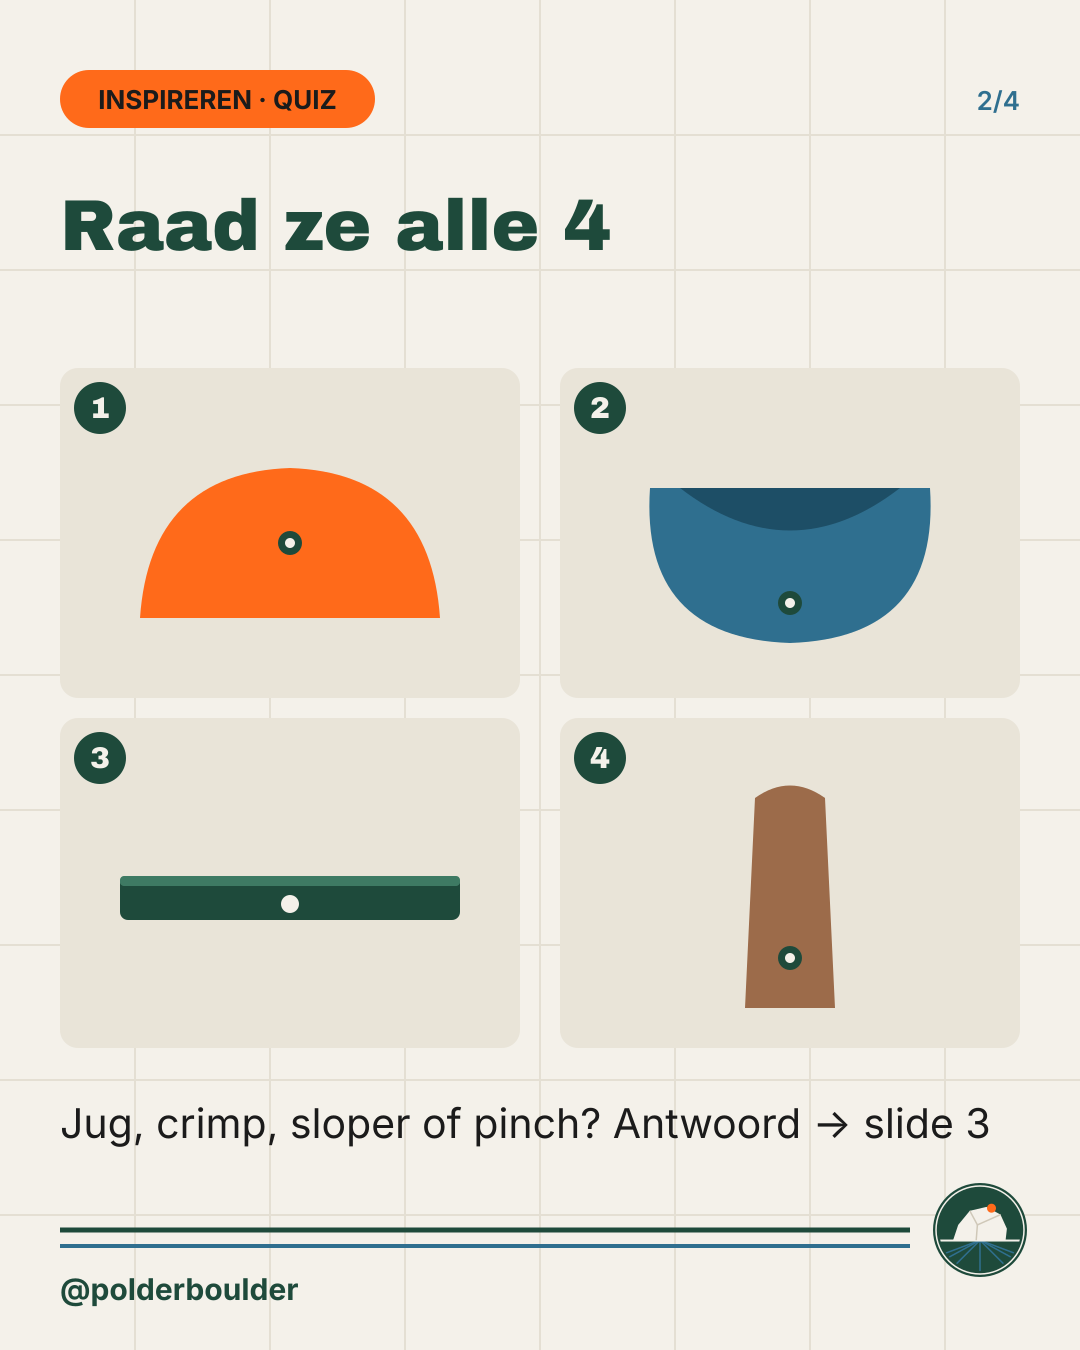 INSPIREREN · QUIZ
2/4
Raad ze alle 4
1
2
3
4
Jug, crimp, sloper of pinch? Antwoord → slide 3
@polderboulder